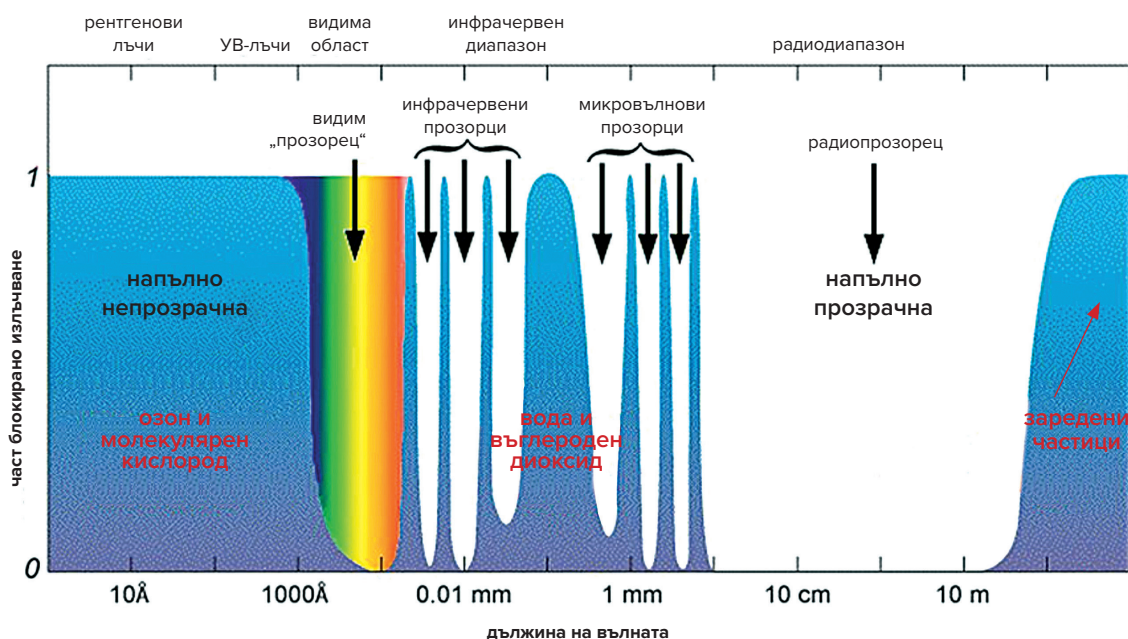 рентгенови
лъчи
УВ-лъчи
видима
област
инфрачервен
диапазон
радиодиапазон
видим
„прозорец“
инфрачервени
прозорци
микровълнови
прозорци
радиопрозорец
1
напълно
непрозрачна
напълно
прозрачна
част блокирано излъчване
озон и
молекулярен
кислород
вода и
въглероден
диоксид
заредени
частици
0
10Å
1000Å
0.01 mm
1 mm
10 cm
10 m
дължина на вълната